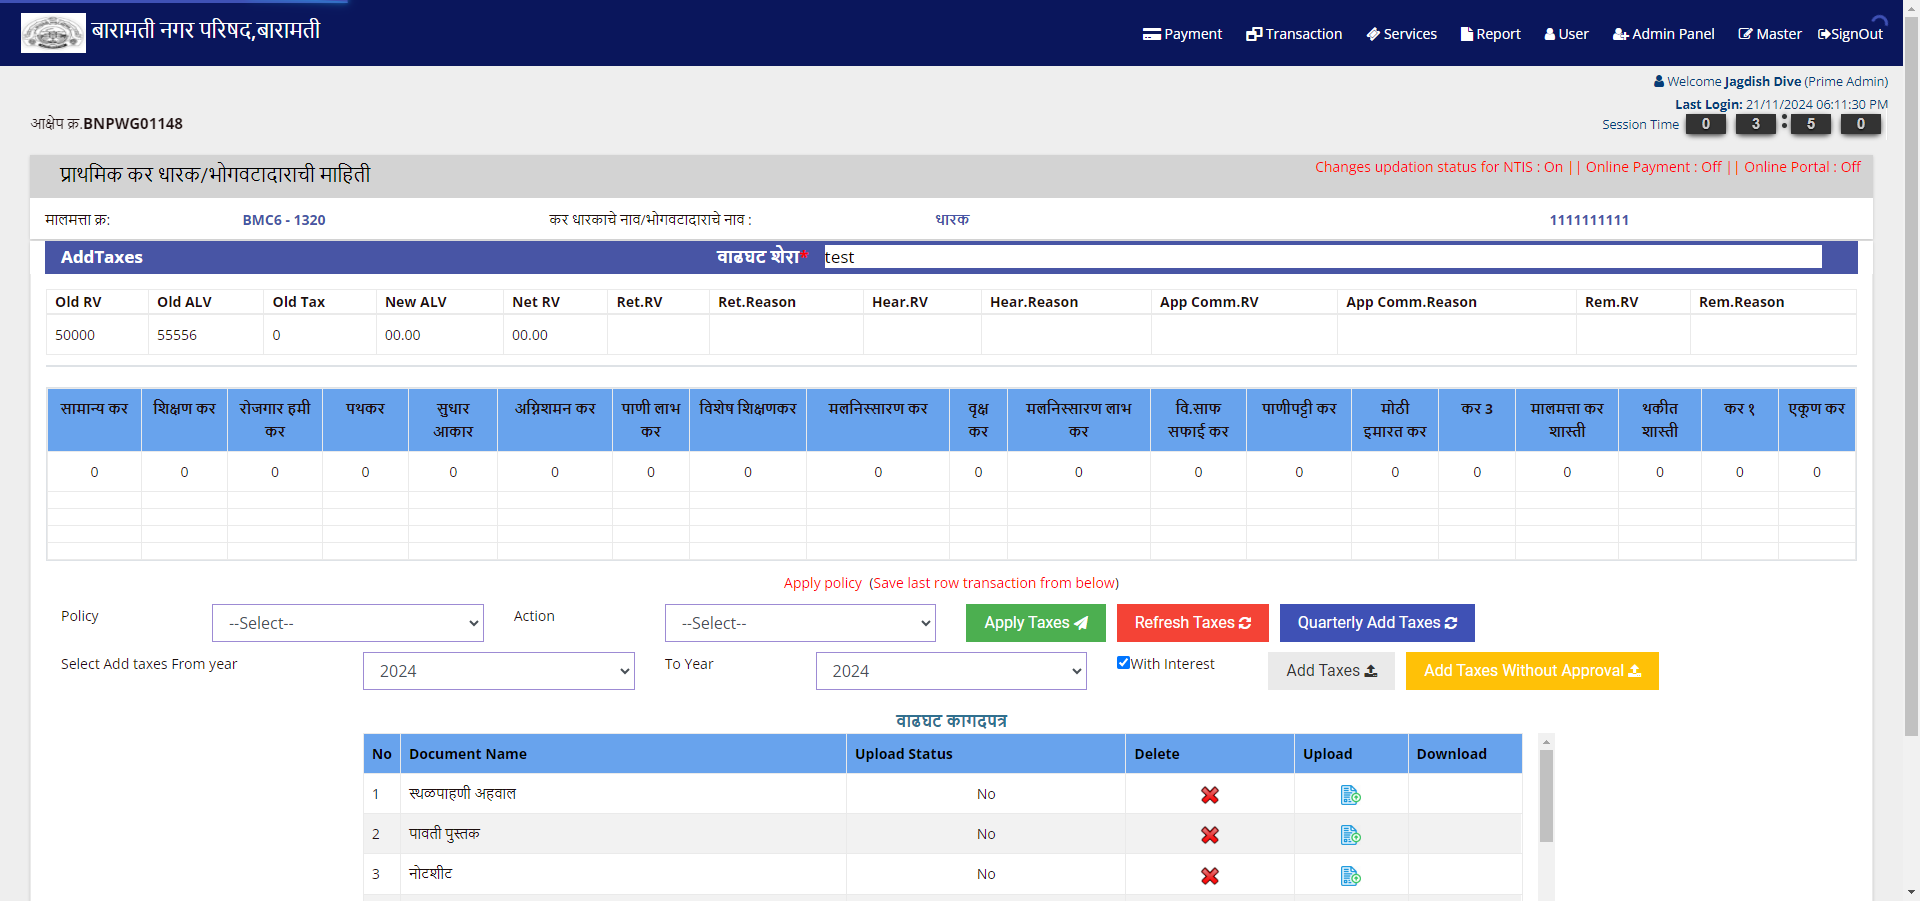 बारामती नगर परिषद,बारामती
Payment Transaction Services Report User Admin Panel Master SignOut
Welcome Jagdish Dive (Prime Admin)
Last Login: 21/11/2024 06:11:30 PM
Session Time 0 3 : 5 0
आक्षेप क्र.BNPWG01148
प्राथमिक कर धारक/भोगवटादाराची माहिती
Changes updation status for NTIS : On || Online Payment : Off || Online Portal : Off
मालमत्ता क्र: BMC6 - 1320 कर धारकाचे नाव/भोगवटादाराचे नाव : धारक 1111111111
AddTaxes वाढघट शेरा* test
Old RV Old ALV Old Tax New ALV Net RV Ret.RV Ret.Reason Hear.RV Hear.Reason App Comm.RV App Comm.Reason Rem.RV Rem.Reason
50000 55556 0 00.00 00.00
सामान्य कर शिक्षण कर रोजगार हमी कर पथकर सुधार आकार अग्निशमन कर पाणी लाभ कर विशेष शिक्षणकर मलनिस्सारण कर वृक्ष कर मलनिस्सारण लाभ कर वि.साफ सफाई कर पाणीपट्टी कर मोठी इमारत कर कर 3 मालमत्ता कर शास्ती थकीत शास्ती कर १ एकूण कर
0 0 0 0 0 0 0 0 0 0 0 0 0 0 0 0 0 0 0
Apply policy (Save last row transaction from below)
Policy --Select-- Action --Select-- Apply Taxes Refresh Taxes Quarterly Add Taxes
Select Add taxes From year 2024 To Year 2024 With Interest Add Taxes Add Taxes Without Approval
वाढघट कागदपत्र
No Document Name Upload Status Delete Upload Download
1 स्थळपाहणी अहवाल No
2 पावती पुस्तक No
3 नोटशीट No